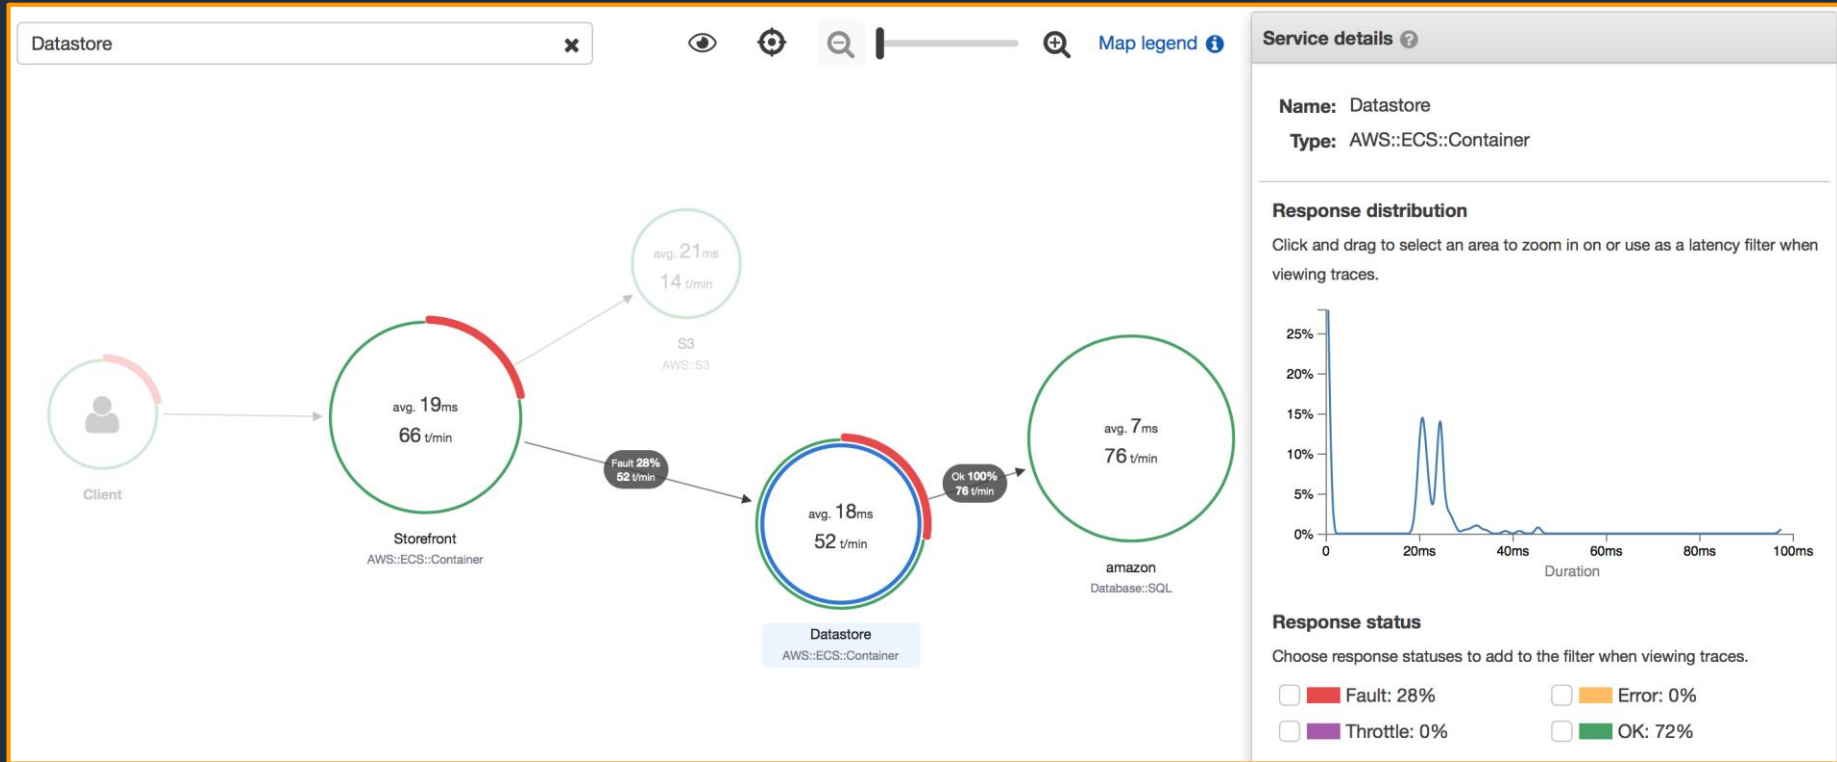 Datastore
Map legend
Service details
Name: Datastore
Type: AWS::ECS::Container
Response distribution
Click and drag to select an area to zoom in on or use as a latency filter when
viewing traces.
25%
20%
15%
10%
5%
0%
0 20ms 40ms 60ms 80ms 100ms
Duration
Response status
Choose response statuses to add to the filter when viewing traces.
Fault: 28% Error: 0%
Throttle: 0% OK: 72%
Client
avg. 19ms
66 t/min
Storefront
AWS::ECS::Container
avg. 21ms
14 t/min
S3
AWS::S3
Fault 28%
52 t/min
avg. 18ms
52 t/min
Datastore
AWS::ECS::Container
Ok 100%
76 t/min
avg. 7ms
76 t/min
amazon
Database::SQL